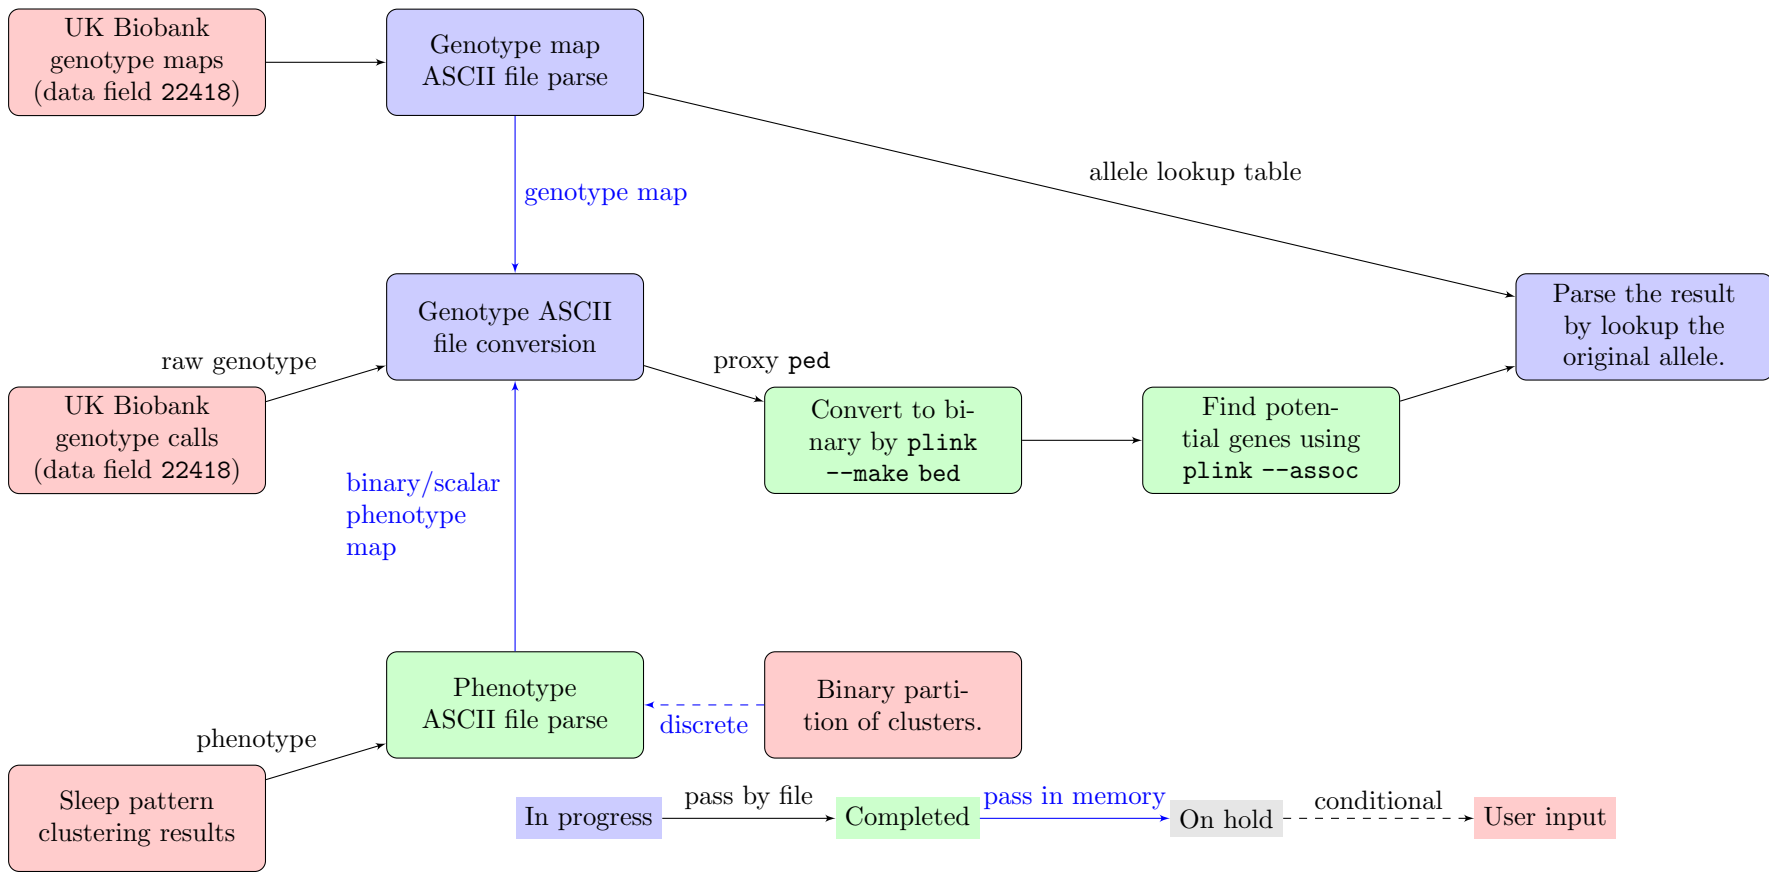 UK Biobank
genotype maps
(data field 22418)
Genotype map
ASCII file parse
allele lookup table
genotype map
Genotype ASCII
file conversion
Parse the result
by lookup the
original allele.
raw genotype
proxy ped
UK Biobank
genotype calls
(data field 22418)
Convert to bi-
nary by plink
--make bed
Find poten-
tial genes using
plink --assoc
binary/scalar
phenotype
map
Phenotype
ASCII file parse
discrete
Binary parti-
tion of clusters.
phenotype
Sleep pattern
clustering results
In progress
pass by file
Completed
pass in memory
On hold
conditional
User input